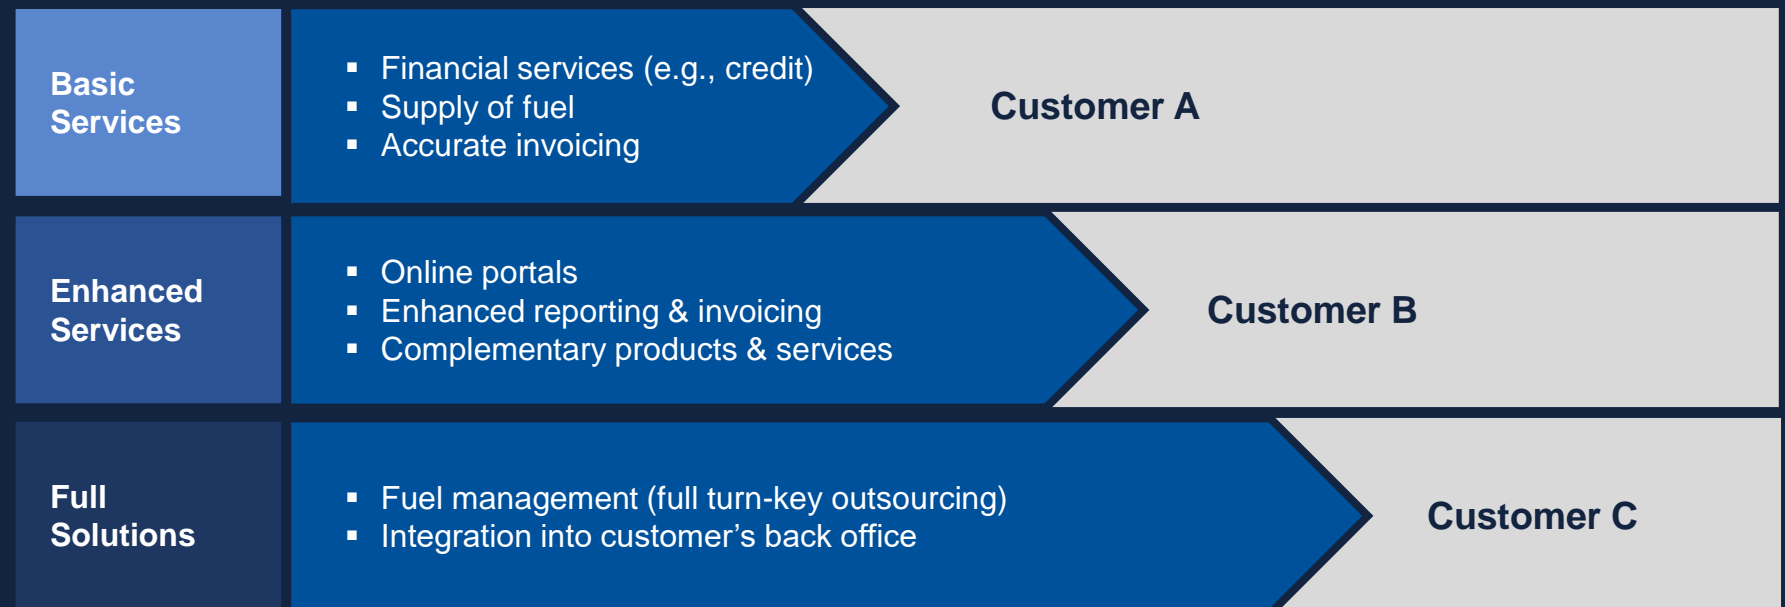 Basic
Services
▪ Financial services (e.g., credit)
▪ Supply of fuel
▪ Accurate invoicing
Customer A
Enhanced
Services
▪ Online portals
▪ Enhanced reporting & invoicing
▪ Complementary products & services
Customer B
Full
Solutions
▪ Fuel management (full turn-key outsourcing)
▪ Integration into customer’s back office
Customer C